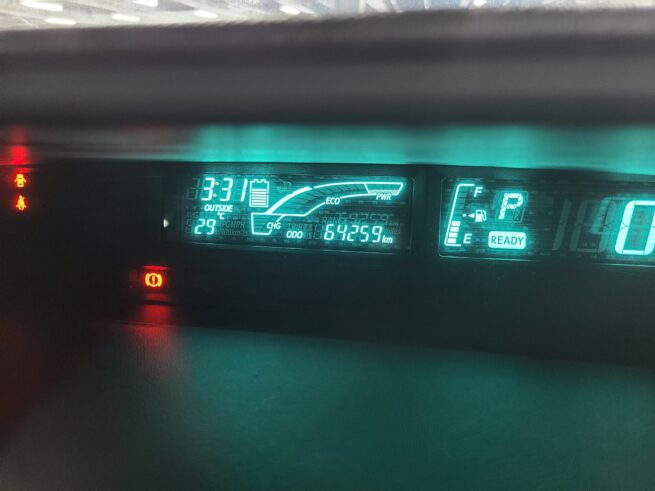 3:31
OUTSIDE
°C
29
ECO
PWR
CHG
ODO 64259 km
F
E
P
READY
0